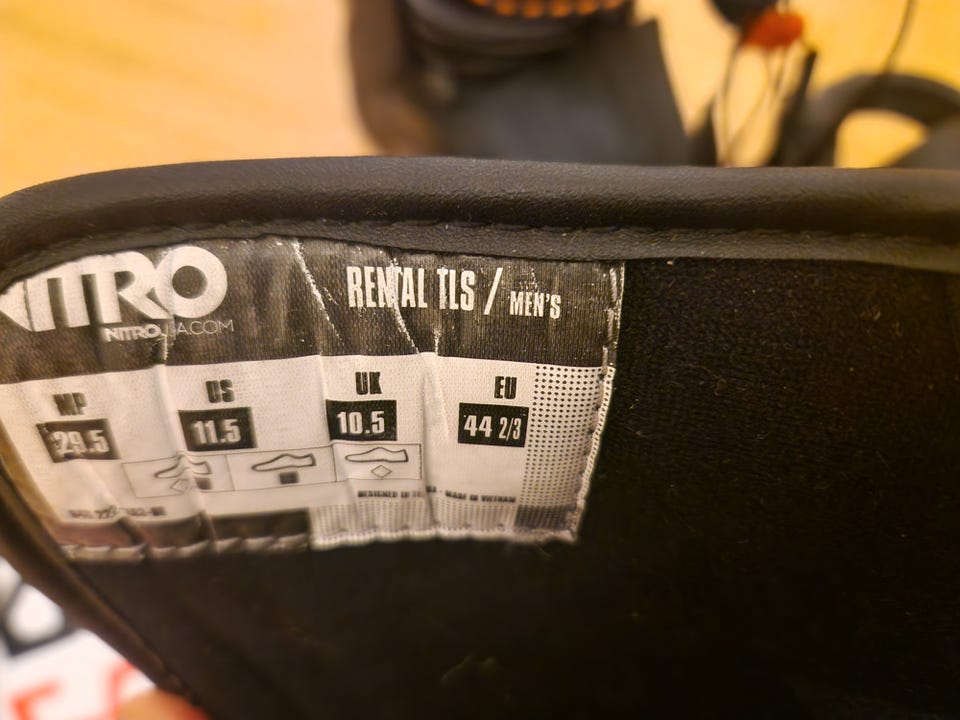 NITRO
NITROUSA.COM
RENTAL TLS / MEN'S
MP US UK EU
29.5 11.5 10.5 44 2/3
MADE IN VIETNAM